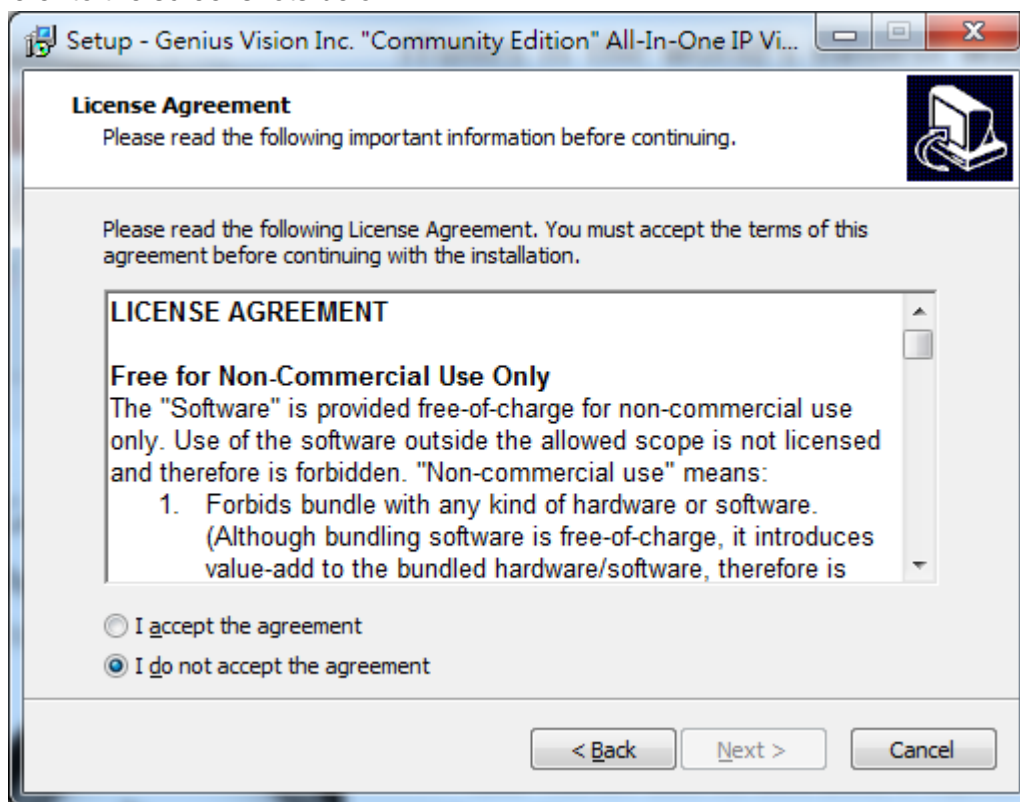 Setup - Genius Vision Inc. "Community Edition" All-In-One IP Vi...
License Agreement
Please read the following important information before continuing.
Please read the following License Agreement. You must accept the terms of this
agreement before continuing with the installation.
LICENSE AGREEMENT
Free for Non-Commercial Use Only
The "Software" is provided free-of-charge for non-commercial use
only. Use of the software outside the allowed scope is not licensed
and therefore is forbidden. "Non-commercial use" means:
1. Forbids bundle with any kind of hardware or software.
(Although bundling software is free-of-charge, it introduces
value-add to the bundled hardware/software, therefore is
I accept the agreement
I do not accept the agreement
< Back Next > Cancel